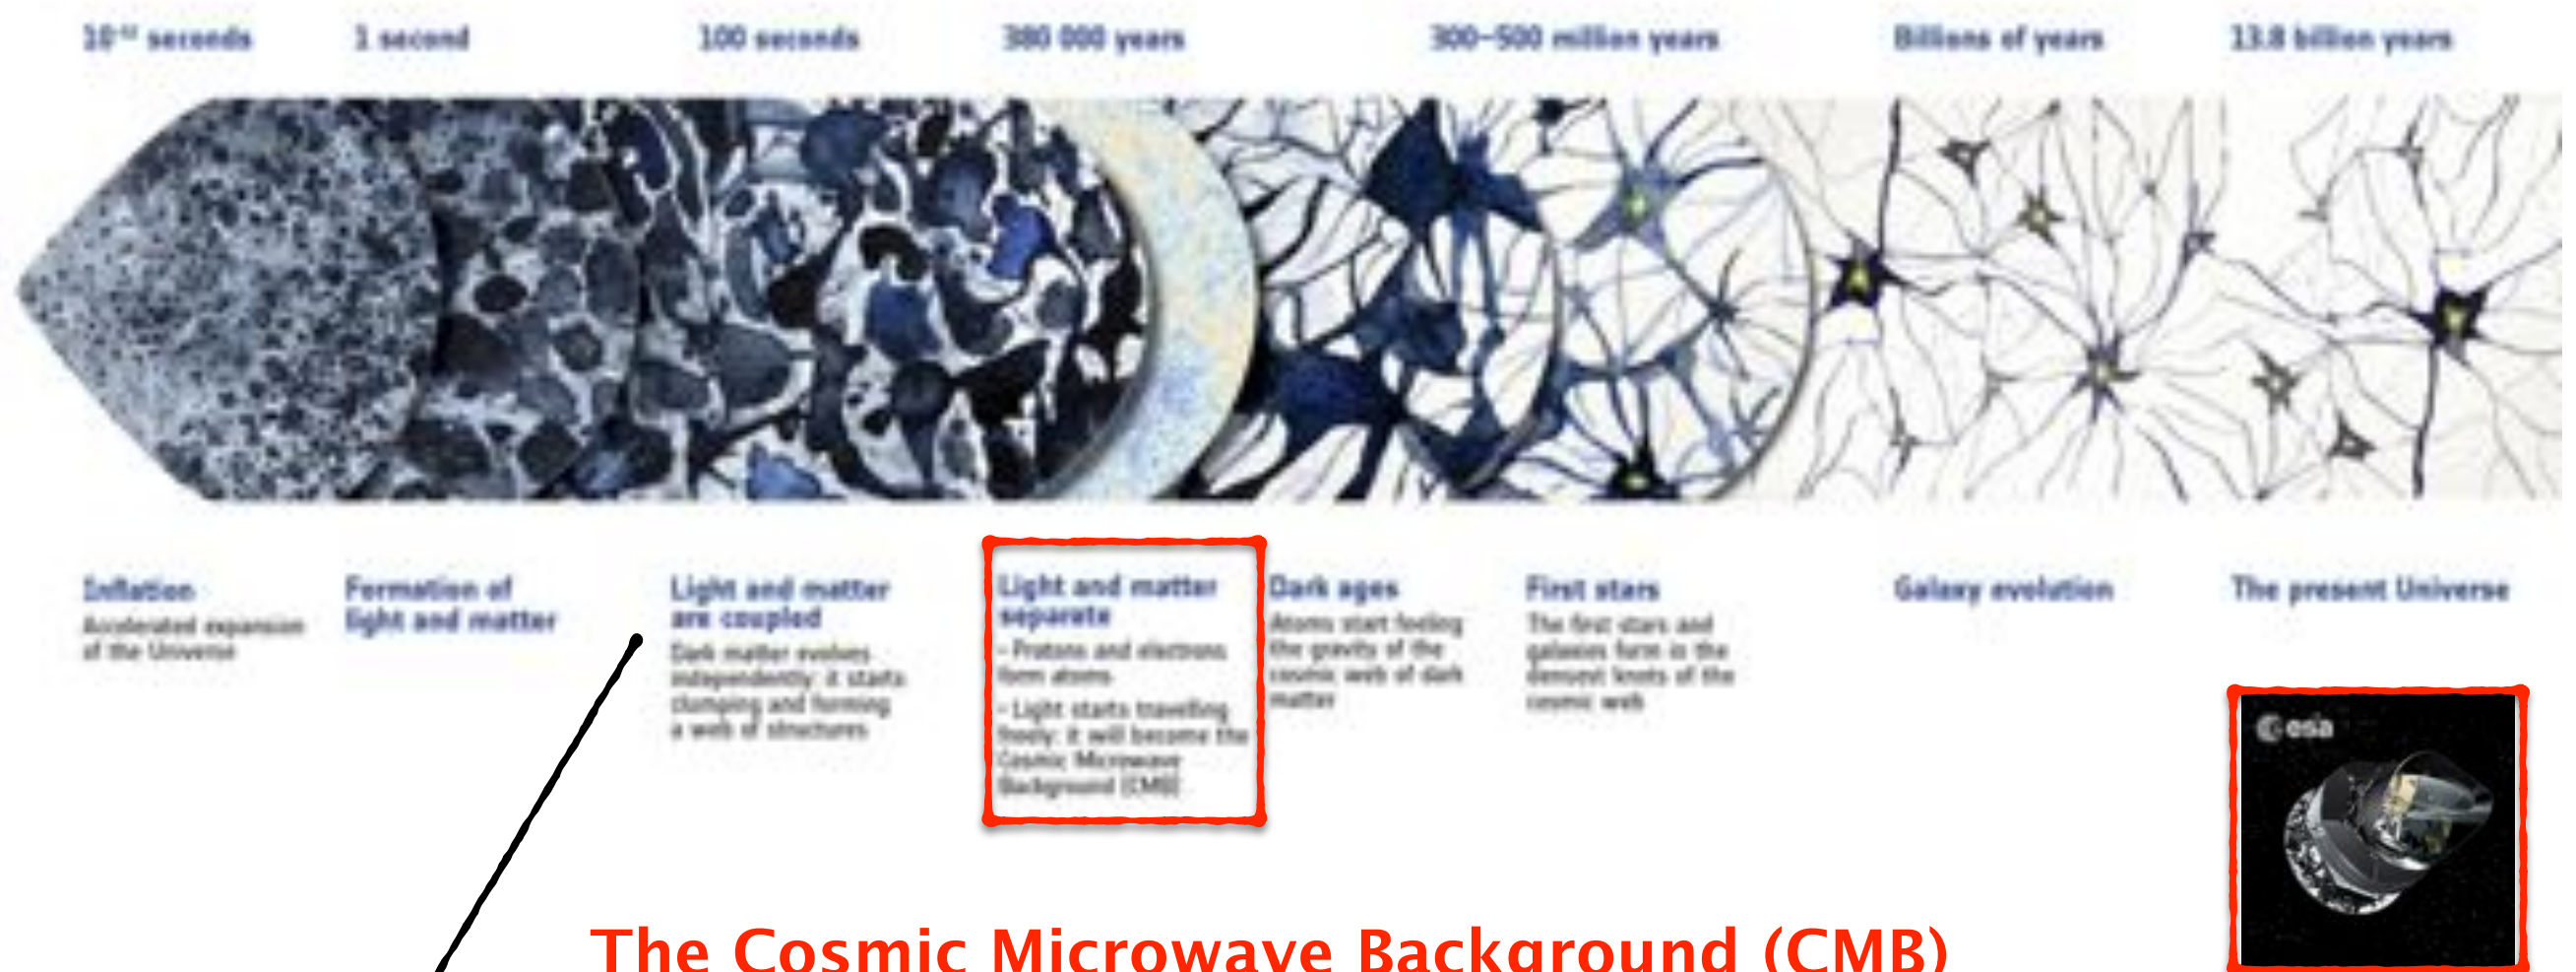 10⁻³² seconds
1 second
100 seconds
380 000 years
300–500 million years
Billions of years
13.8 billion years
Inflation
Accelerated expansion
of the Universe
Formation of
light and matter
Light and matter
are coupled
Dark matter evolves
independently: it starts
clumping and forming
a web of structures
Light and matter
separate
• Protons and electrons
form atoms
• Light starts travelling
freely: it will become the
Cosmic Microwave
Background (CMB)
Dark ages
Atoms start feeling
the gravity of the
cosmic web of dark
matter
First stars
The first stars and
galaxies form in the
densest knots of the
cosmic web
Galaxy evolution
The present Universe
esa
The Cosmic Microwave Background (CMB)